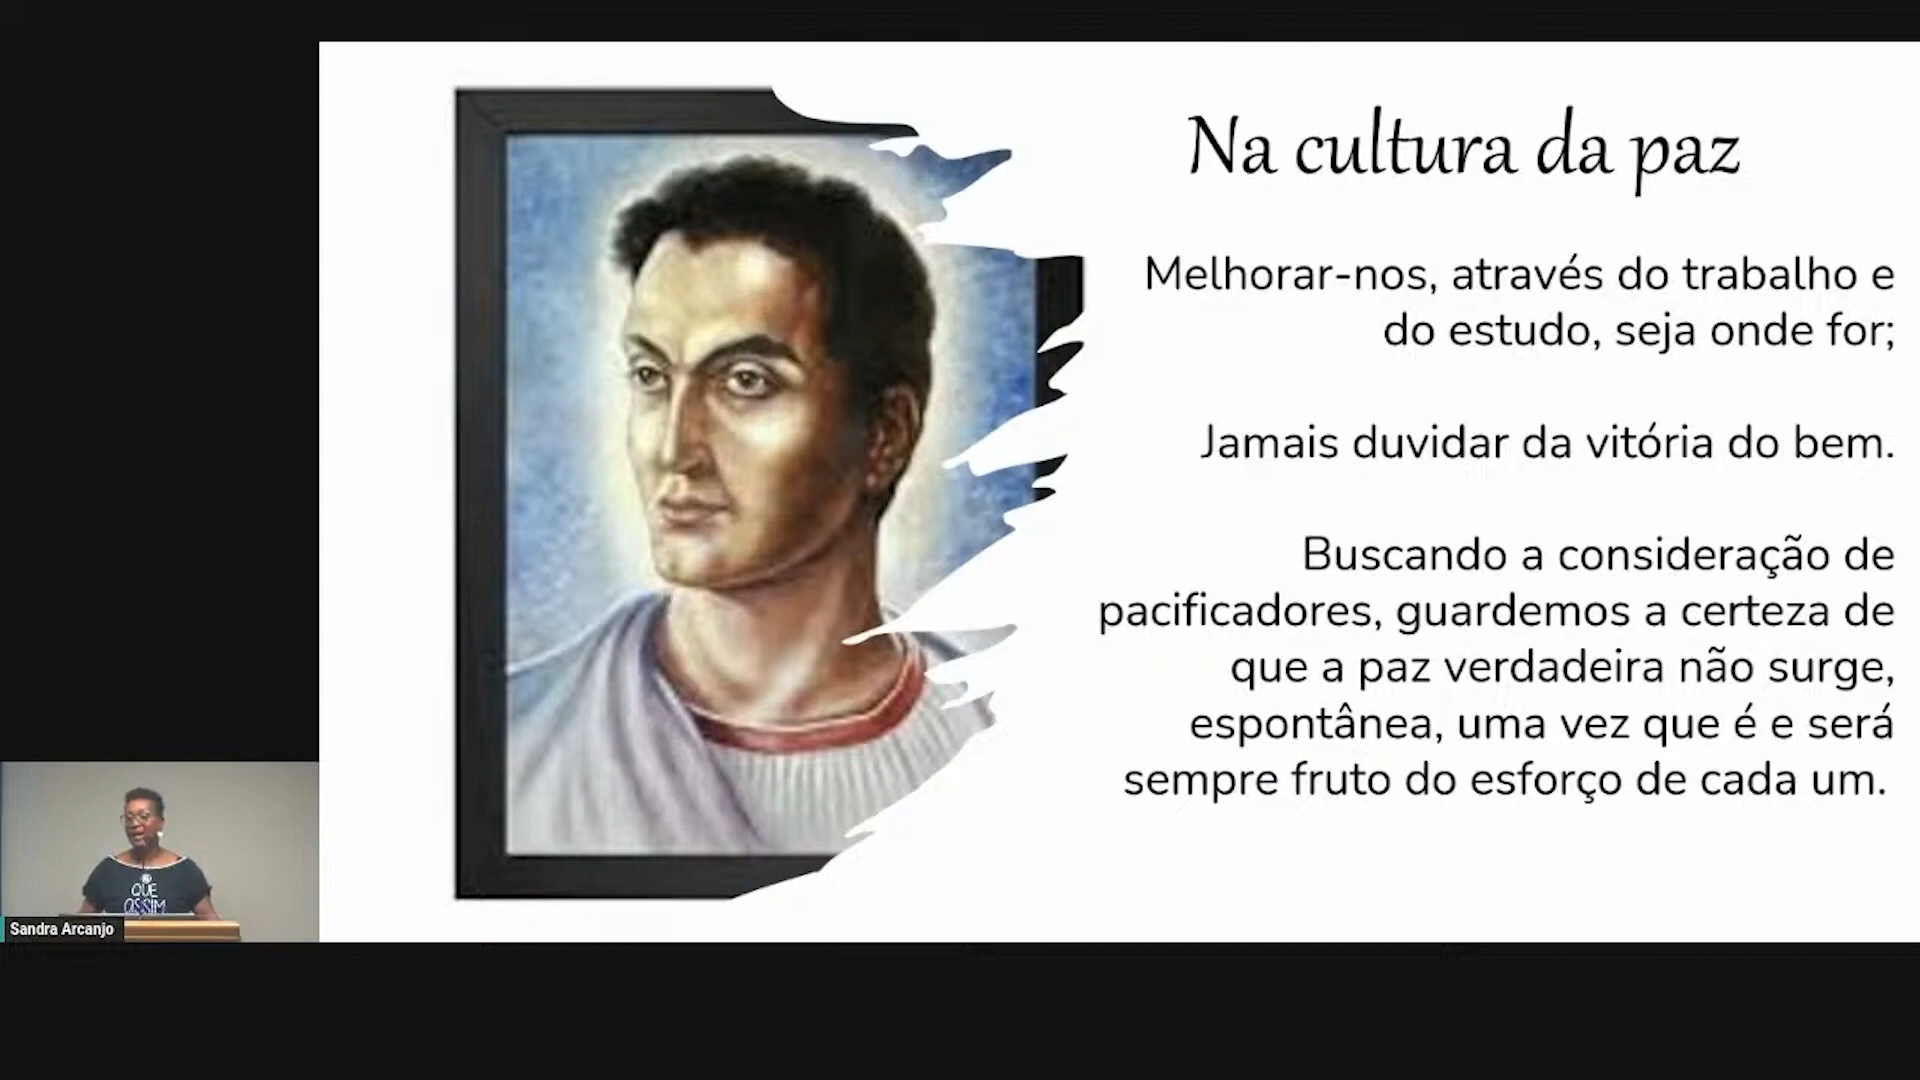 Na cultura da paz
Melhorar-nos, através do trabalho e
do estudo, seja onde for;
Jamais duvidar da vitória do bem.
Buscando a consideração de
pacificadores, guardemos a certeza de
que a paz verdadeira não surge,
espontânea, uma vez que é e será
sempre fruto do esforço de cada um.
QUE
ASSIM
Sandra Arcanjo